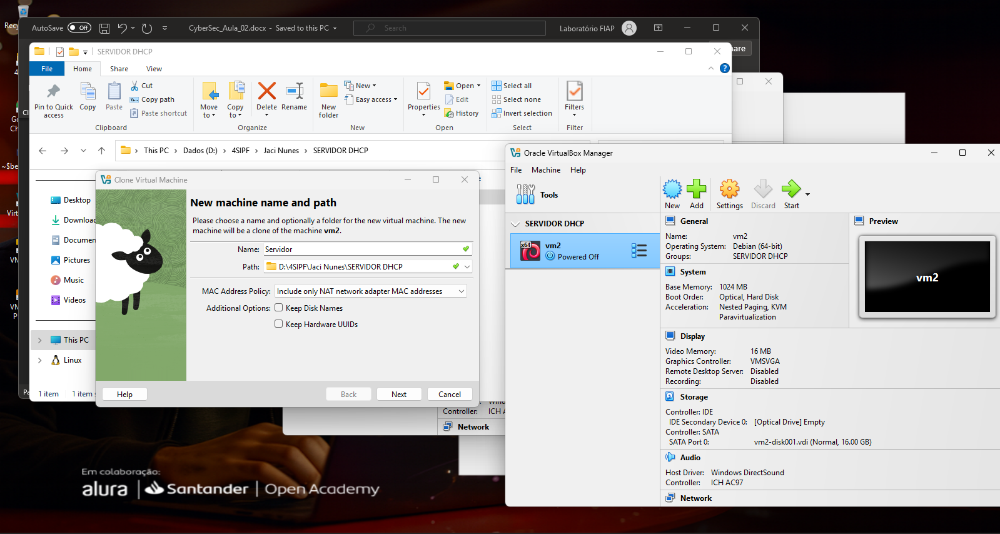 AutoSave Off CyberSec_Aula_02.docx - Saved to this PC Search Laboratório FIAP
SERVIDOR DHCP
File Home Share View
Pin to Quick access
Copy
Paste
Cut
Copy path
Paste shortcut
Clipboard
Move to
Copy to
Delete
Rename
Organize
New folder
New
Easy access
New
Properties
Open
Edit
History
Open
Select all
Select none
Invert selection
Select
Filters
Filter
This PC > Dados (D:) > 4SIPF > Jaci Nunes > SERVIDOR DHCP
Desktop
Documen
Pictures
Music
Videos
This PC
Linux
1 item 1 item
Clone Virtual Machine
New machine name and path
Please choose a name and optionally a folder for the new virtual machine. The new
machine will be a clone of the machine vm2.
Name: Servidor
Path: D:\4SIPF\Jaci Nunes\SERVIDOR DHCP
MAC Address Policy: Include only NAT network adapter MAC addresses
Additional Options: Keep Disk Names
Keep Hardware UUIDs
Help Back Next Cancel
Controller: ICH A
Network
Oracle VirtualBox Manager
File Machine Help
Tools
New Add Settings Discard Start
SERVIDOR DHCP
x64
vm2
Powered Off
General
Name: vm2
Operating System: Debian (64-bit)
Groups: SERVIDOR DHCP
Preview
vm2
System
Base Memory: 1024 MB
Boot Order: Optical, Hard Disk
Acceleration: Nested Paging, KVM
Paravirtualization
Display
Video Memory: 16 MB
Graphics Controller: VMSVGA
Remote Desktop Server: Disabled
Recording: Disabled
Storage
Controller: IDE
IDE Secondary Device 0: [Optical Drive] Empty
Controller: SATA
SATA Port 0: vm2-disk001.vdi (Normal, 16.00 GB)
Audio
Host Driver: Windows DirectSound
Controller: ICH AC97
Network
Em colaboração:
alura | Santander | Open Academy